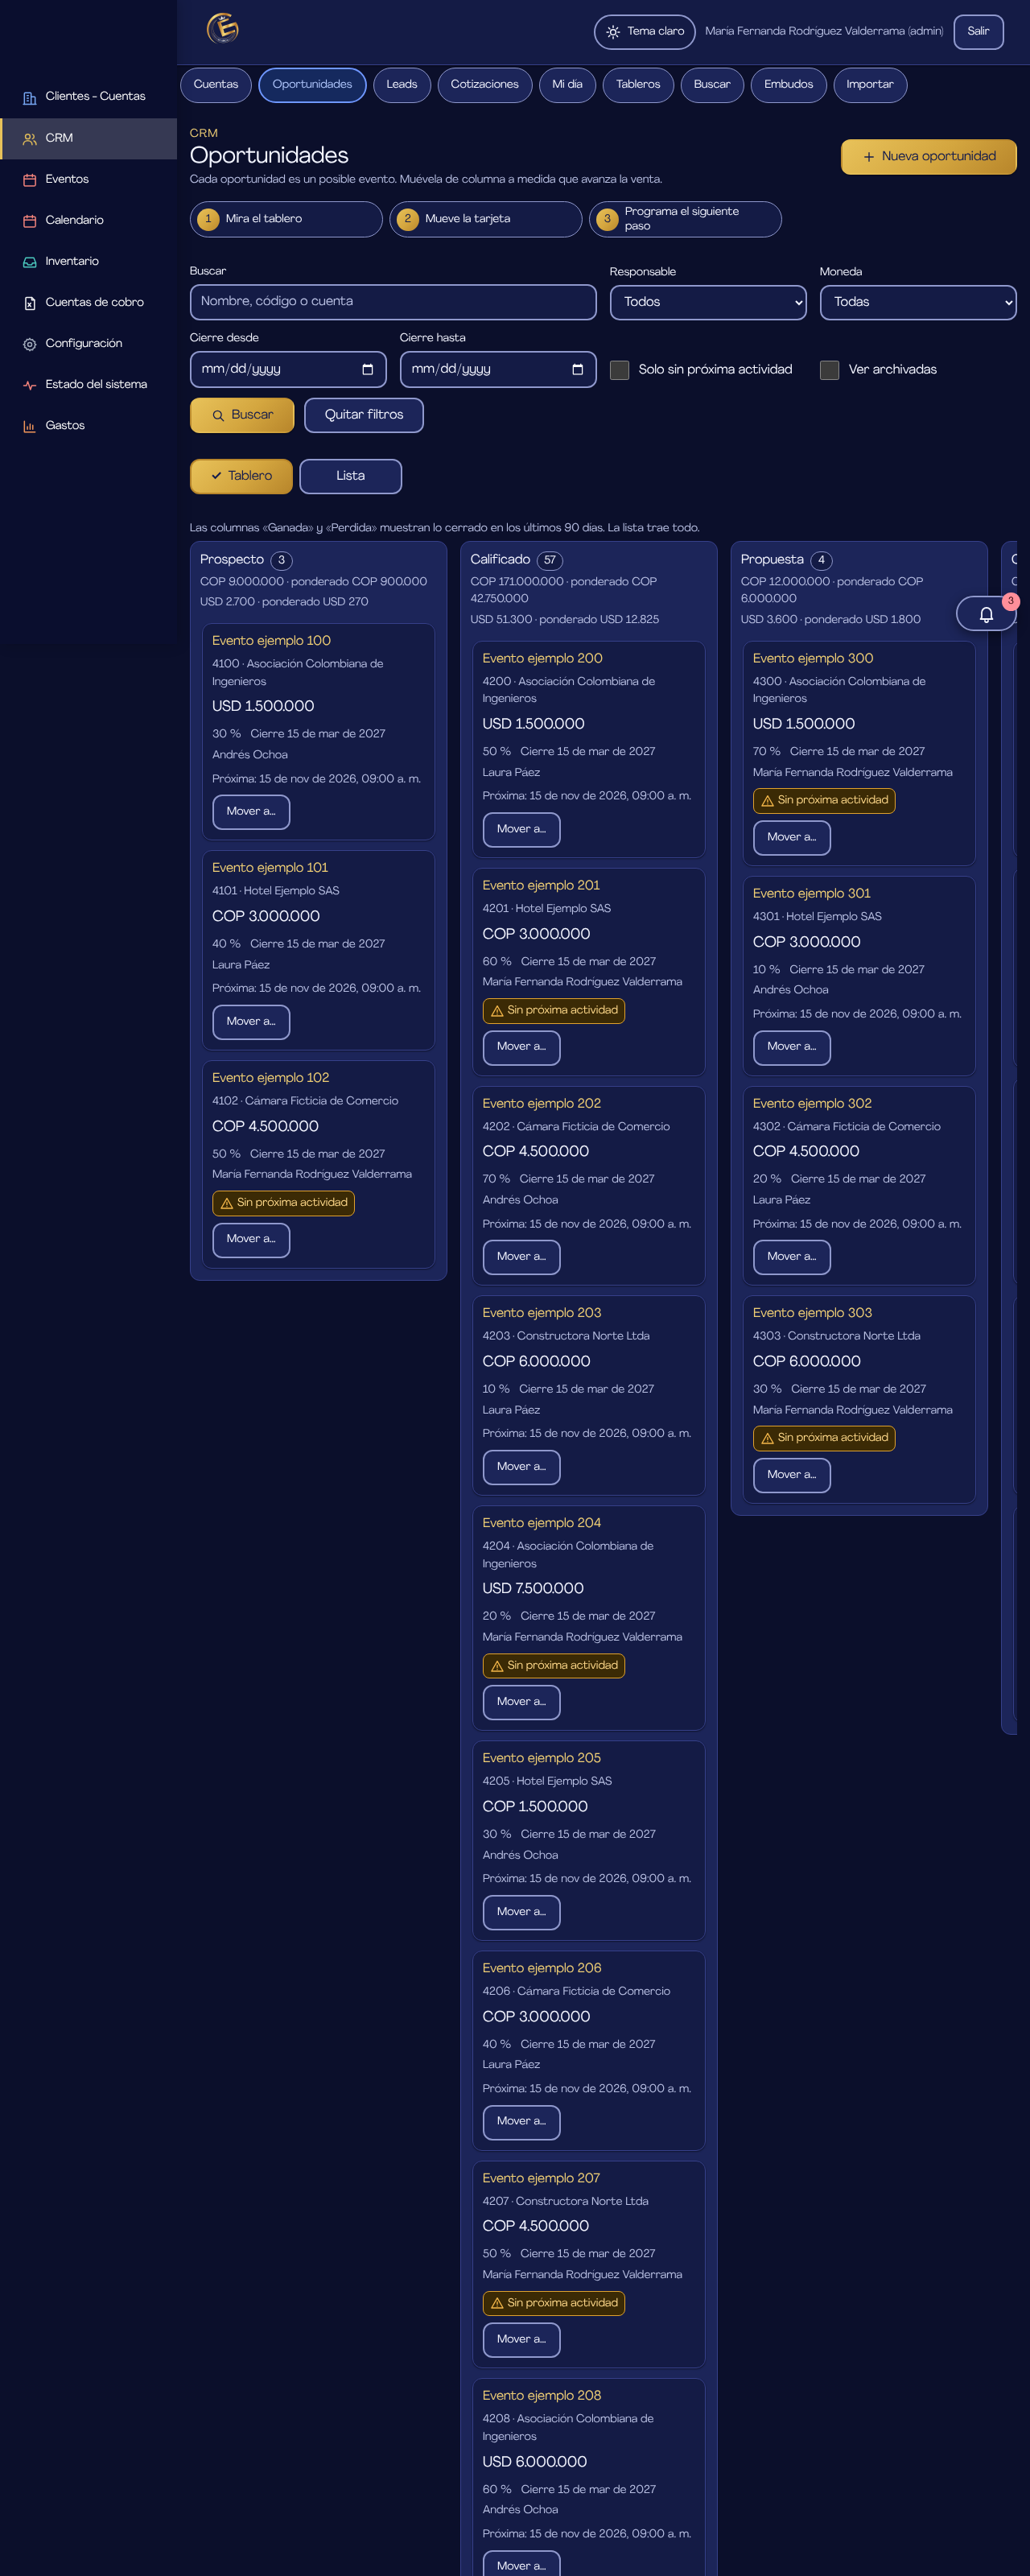 Tema claro
María Fernanda Rodríguez Valderrama (admin)
Salir
Clientes - Cuentas
CRM
Eventos
Calendario
Inventario
Cuentas de cobro
Configuración
Estado del sistema
Gastos
Cuentas
Oportunidades
Leads
Cotizaciones
Mi día
Tableros
Buscar
Embudos
Importar
CRM
Oportunidades
Cada oportunidad es un posible evento. Muévela de columna a medida que avanza la venta.
+ Nueva oportunidad
1 Mira el tablero
2 Mueve la tarjeta
3 Programa el siguiente
paso
Buscar
Nombre, código o cuenta
Responsable
Todos
Moneda
Todas
Cierre desde
mm/dd/yyyy
Cierre hasta
mm/dd/yyyy
Solo sin próxima actividad
Ver archivadas
Buscar
Quitar filtros
Tablero
Lista
Las columnas «Ganada» y «Perdida» muestran lo cerrado en los últimos 90 días. La lista trae todo.
3
Prospecto 3
COP 9.000.000 · ponderado COP 900.000
USD 2.700 · ponderado USD 270
Evento ejemplo 100
4100 · Asociación Colombiana de
Ingenieros
USD 1.500.000
30 % Cierre 15 de mar de 2027
Andrés Ochoa
Próxima: 15 de nov de 2026, 09:00 a. m.
Mover a...
Evento ejemplo 101
4101 · Hotel Ejemplo SAS
COP 3.000.000
40 % Cierre 15 de mar de 2027
Laura Páez
Próxima: 15 de nov de 2026, 09:00 a. m.
Mover a...
Evento ejemplo 102
4102 · Cámara Ficticia de Comercio
COP 4.500.000
50 % Cierre 15 de mar de 2027
María Fernanda Rodríguez Valderrama
Sin próxima actividad
Mover a...
Calificado 57
COP 171.000.000 · ponderado COP
42.750.000
USD 51.300 · ponderado USD 12.825
Evento ejemplo 200
4200 · Asociación Colombiana de
Ingenieros
USD 1.500.000
50 % Cierre 15 de mar de 2027
Laura Páez
Próxima: 15 de nov de 2026, 09:00 a. m.
Mover a...
Evento ejemplo 201
4201 · Hotel Ejemplo SAS
COP 3.000.000
60 % Cierre 15 de mar de 2027
María Fernanda Rodríguez Valderrama
Sin próxima actividad
Mover a...
Evento ejemplo 202
4202 · Cámara Ficticia de Comercio
COP 4.500.000
70 % Cierre 15 de mar de 2027
Andrés Ochoa
Próxima: 15 de nov de 2026, 09:00 a. m.
Mover a...
Evento ejemplo 203
4203 · Constructora Norte Ltda
COP 6.000.000
10 % Cierre 15 de mar de 2027
Laura Páez
Próxima: 15 de nov de 2026, 09:00 a. m.
Mover a...
Evento ejemplo 204
4204 · Asociación Colombiana de
Ingenieros
USD 7.500.000
20 % Cierre 15 de mar de 2027
María Fernanda Rodríguez Valderrama
Sin próxima actividad
Mover a...
Evento ejemplo 205
4205 · Hotel Ejemplo SAS
COP 1.500.000
30 % Cierre 15 de mar de 2027
Andrés Ochoa
Próxima: 15 de nov de 2026, 09:00 a. m.
Mover a...
Evento ejemplo 206
4206 · Cámara Ficticia de Comercio
COP 3.000.000
40 % Cierre 15 de mar de 2027
Laura Páez
Próxima: 15 de nov de 2026, 09:00 a. m.
Mover a...
Evento ejemplo 207
4207 · Constructora Norte Ltda
COP 4.500.000
50 % Cierre 15 de mar de 2027
María Fernanda Rodríguez Valderrama
Sin próxima actividad
Mover a...
Evento ejemplo 208
4208 · Asociación Colombiana de
Ingenieros
USD 6.000.000
60 % Cierre 15 de mar de 2027
Andrés Ochoa
Próxima: 15 de nov de 2026, 09:00 a. m.
Mover a...
Propuesta 4
COP 12.000.000 · ponderado COP
6.000.000
USD 3.600 · ponderado USD 1.800
Evento ejemplo 300
4300 · Asociación Colombiana de
Ingenieros
USD 1.500.000
70 % Cierre 15 de mar de 2027
María Fernanda Rodríguez Valderrama
Sin próxima actividad
Mover a...
Evento ejemplo 301
4301 · Hotel Ejemplo SAS
COP 3.000.000
10 % Cierre 15 de mar de 2027
Andrés Ochoa
Próxima: 15 de nov de 2026, 09:00 a. m.
Mover a...
Evento ejemplo 302
4302 · Cámara Ficticia de Comercio
COP 4.500.000
20 % Cierre 15 de mar de 2027
Laura Páez
Próxima: 15 de nov de 2026, 09:00 a. m.
Mover a...
Evento ejemplo 303
4303 · Constructora Norte Ltda
COP 6.000.000
30 % Cierre 15 de mar de 2027
María Fernanda Rodríguez Valderrama
Sin próxima actividad
Mover a...